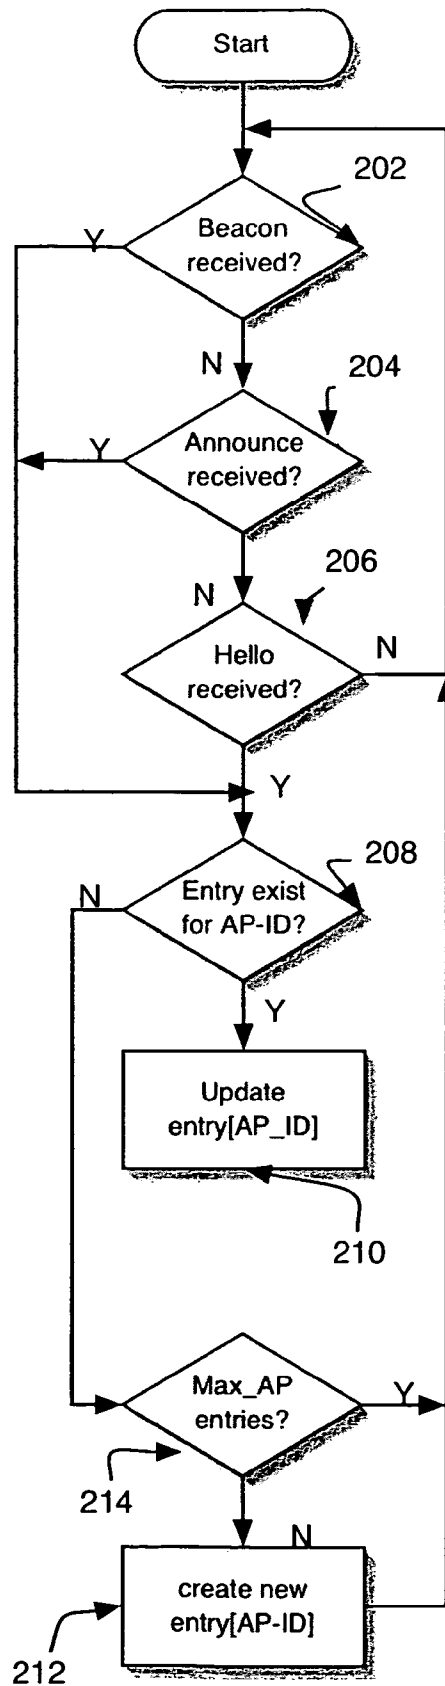 Start
202
Beacon
received?
Y
N
204
Announce
received?
Y
N
206
Hello
received?
N
Y
208
Entry exist
for AP-ID?
N
Y
Update
entry[AP_ID]
210
Max_AP
entries?
Y
214
N
create new
entry[AP-ID]
212